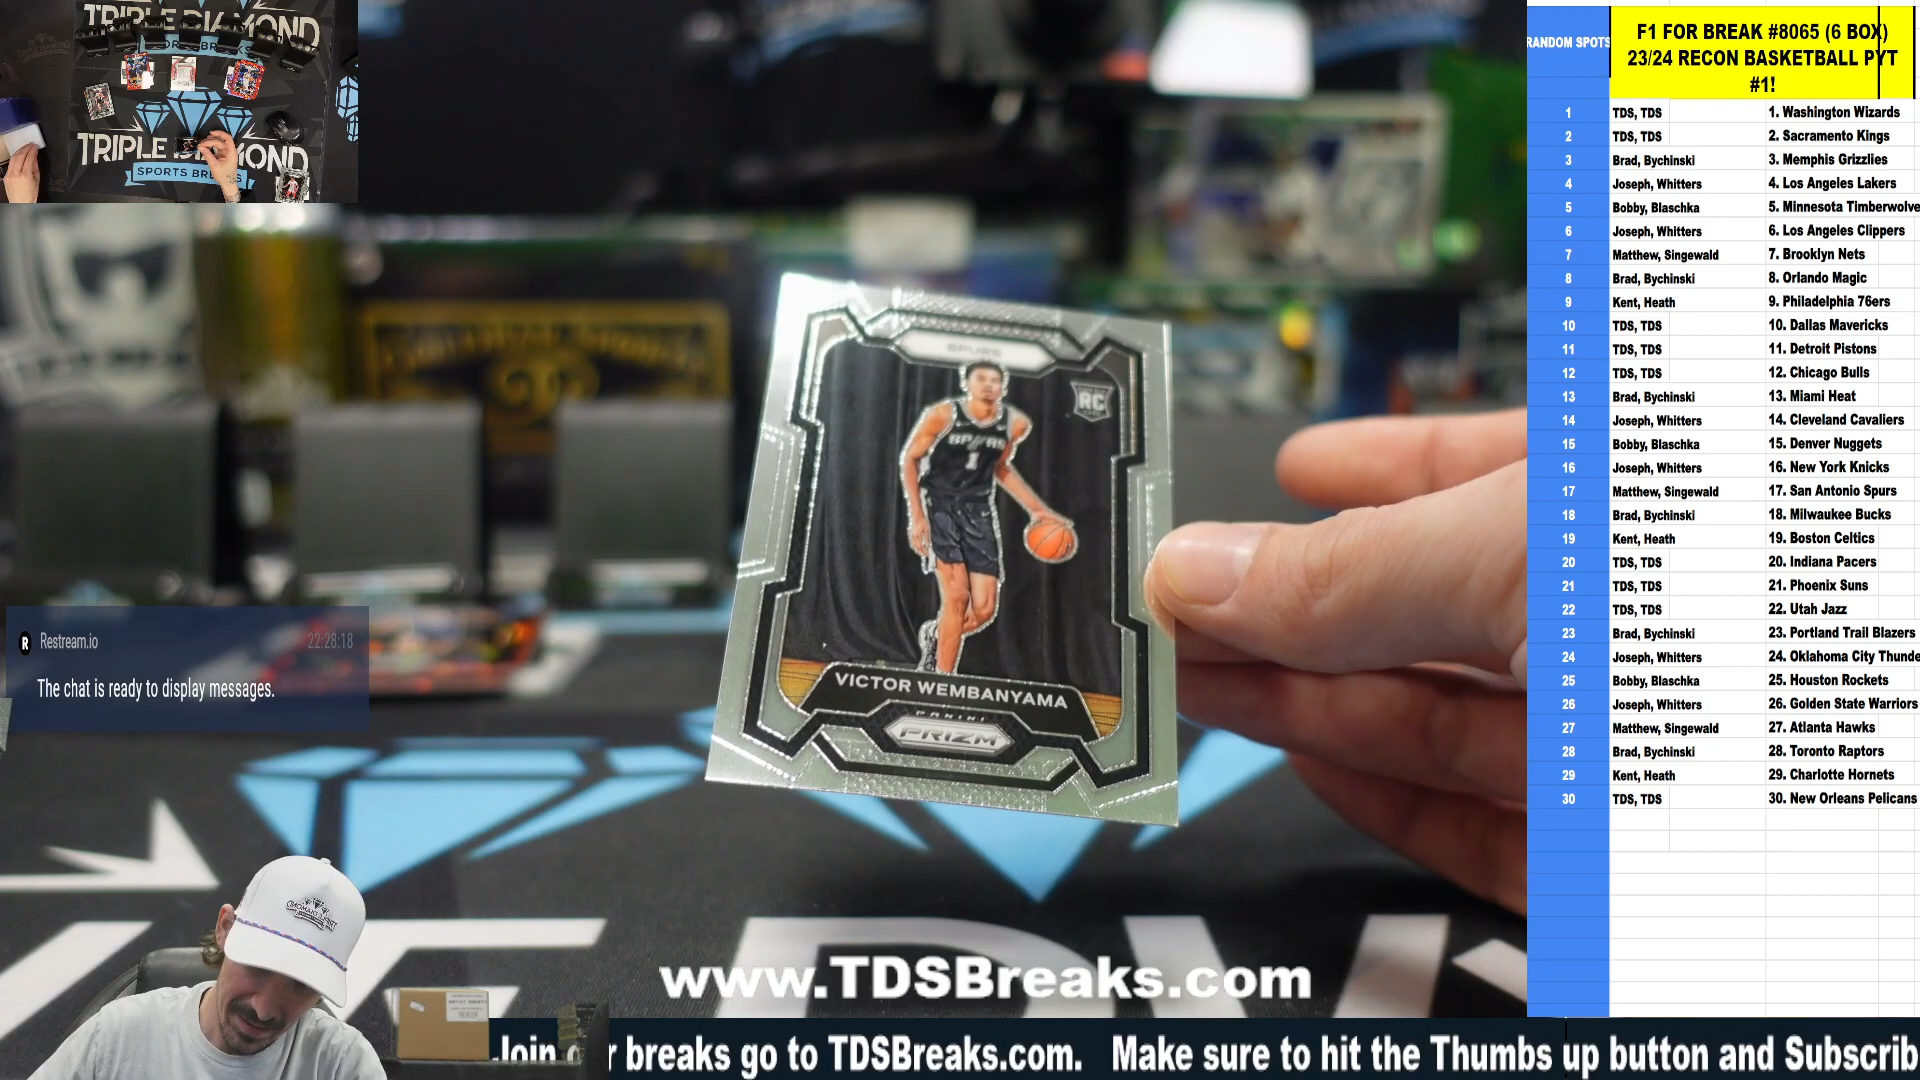 TRIPLE DIAMOND
SPORTS BREAKS
TRIPLE DIAMOND
SPORTS BREAKS
RANDOM SPOTS
F1 FOR BREAK #8065 (6 BOX)
23/24 RECON BASKETBALL PYT
#1!
1 TDS, TDS 1. Washington Wizards
2 TDS, TDS 2. Sacramento Kings
3 Brad, Bychinski 3. Memphis Grizzlies
4 Joseph, Whitters 4. Los Angeles Lakers
5 Bobby, Blaschka 5. Minnesota Timberwolve
6 Joseph, Whitters 6. Los Angeles Clippers
7 Matthew, Singewald 7. Brooklyn Nets
8 Brad, Bychinski 8. Orlando Magic
9 Kent, Heath 9. Philadelphia 76ers
10 TDS, TDS 10. Dallas Mavericks
11 TDS, TDS 11. Detroit Pistons
12 TDS, TDS 12. Chicago Bulls
13 Brad, Bychinski 13. Miami Heat
14 Joseph, Whitters 14. Cleveland Cavaliers
15 Bobby, Blaschka 15. Denver Nuggets
16 Joseph, Whitters 16. New York Knicks
17 Matthew, Singewald 17. San Antonio Spurs
18 Brad, Bychinski 18. Milwaukee Bucks
19 Kent, Heath 19. Boston Celtics
20 TDS, TDS 20. Indiana Pacers
21 TDS, TDS 21. Phoenix Suns
22 TDS, TDS 22. Utah Jazz
23 Brad, Bychinski 23. Portland Trail Blazers
24 Joseph, Whitters 24. Oklahoma City Thunde
25 Bobby, Blaschka 25. Houston Rockets
26 Joseph, Whitters 26. Golden State Warriors
27 Matthew, Singewald 27. Atlanta Hawks
28 Brad, Bychinski 28. Toronto Raptors
29 Kent, Heath 29. Charlotte Hornets
30 TDS, TDS 30. New Orleans Pelicans
SPURS
RC
SPURS
1
VICTOR WEMBANYAMA
PANINI
PRIZM
Restream.io 22:28:18
The chat is ready to display messages.
www.TDSBreaks.com
Join r breaks go to TDSBreaks.com. Make sure to hit the Thumbs up button and Subscrib